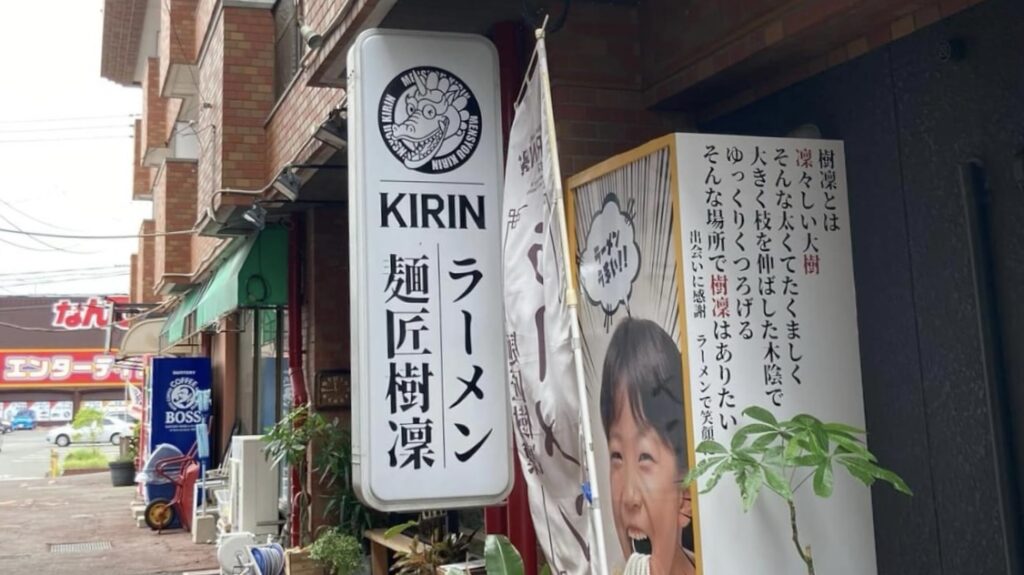 KIRIN
ラーメン
麺匠樹凛
ラーメン
うまい!!
樹凛とは
凛々しい大樹
そんな太くてたくましく
大きく枝を伸ばした木陰で
ゆっくりくつろげる
そんな場所で樹凛はありたい
出会いに感謝 ラーメンで笑顔
なん
エンターテ
SUNTORY
COFFEE
BOSS